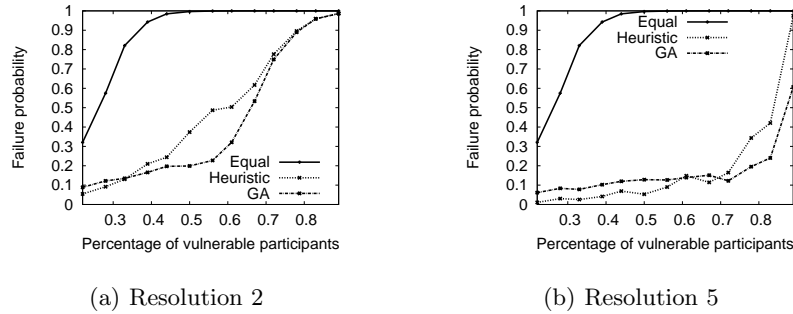 1
0.9
0.8
0.7
0.6
0.5
0.4
0.3
0.2
0.1
0
Failure probability
Equal
Heuristic
GA
0.3 0.4 0.5 0.6 0.7 0.8
Percentage of vulnerable participants
(a) Resolution 2
1
0.9
0.8
0.7
0.6
0.5
0.4
0.3
0.2
0.1
0
Failure probability
Equal
Heuristic
GA
0.3 0.4 0.5 0.6 0.7 0.8
Percentage of vulnerable participants
(b) Resolution 5